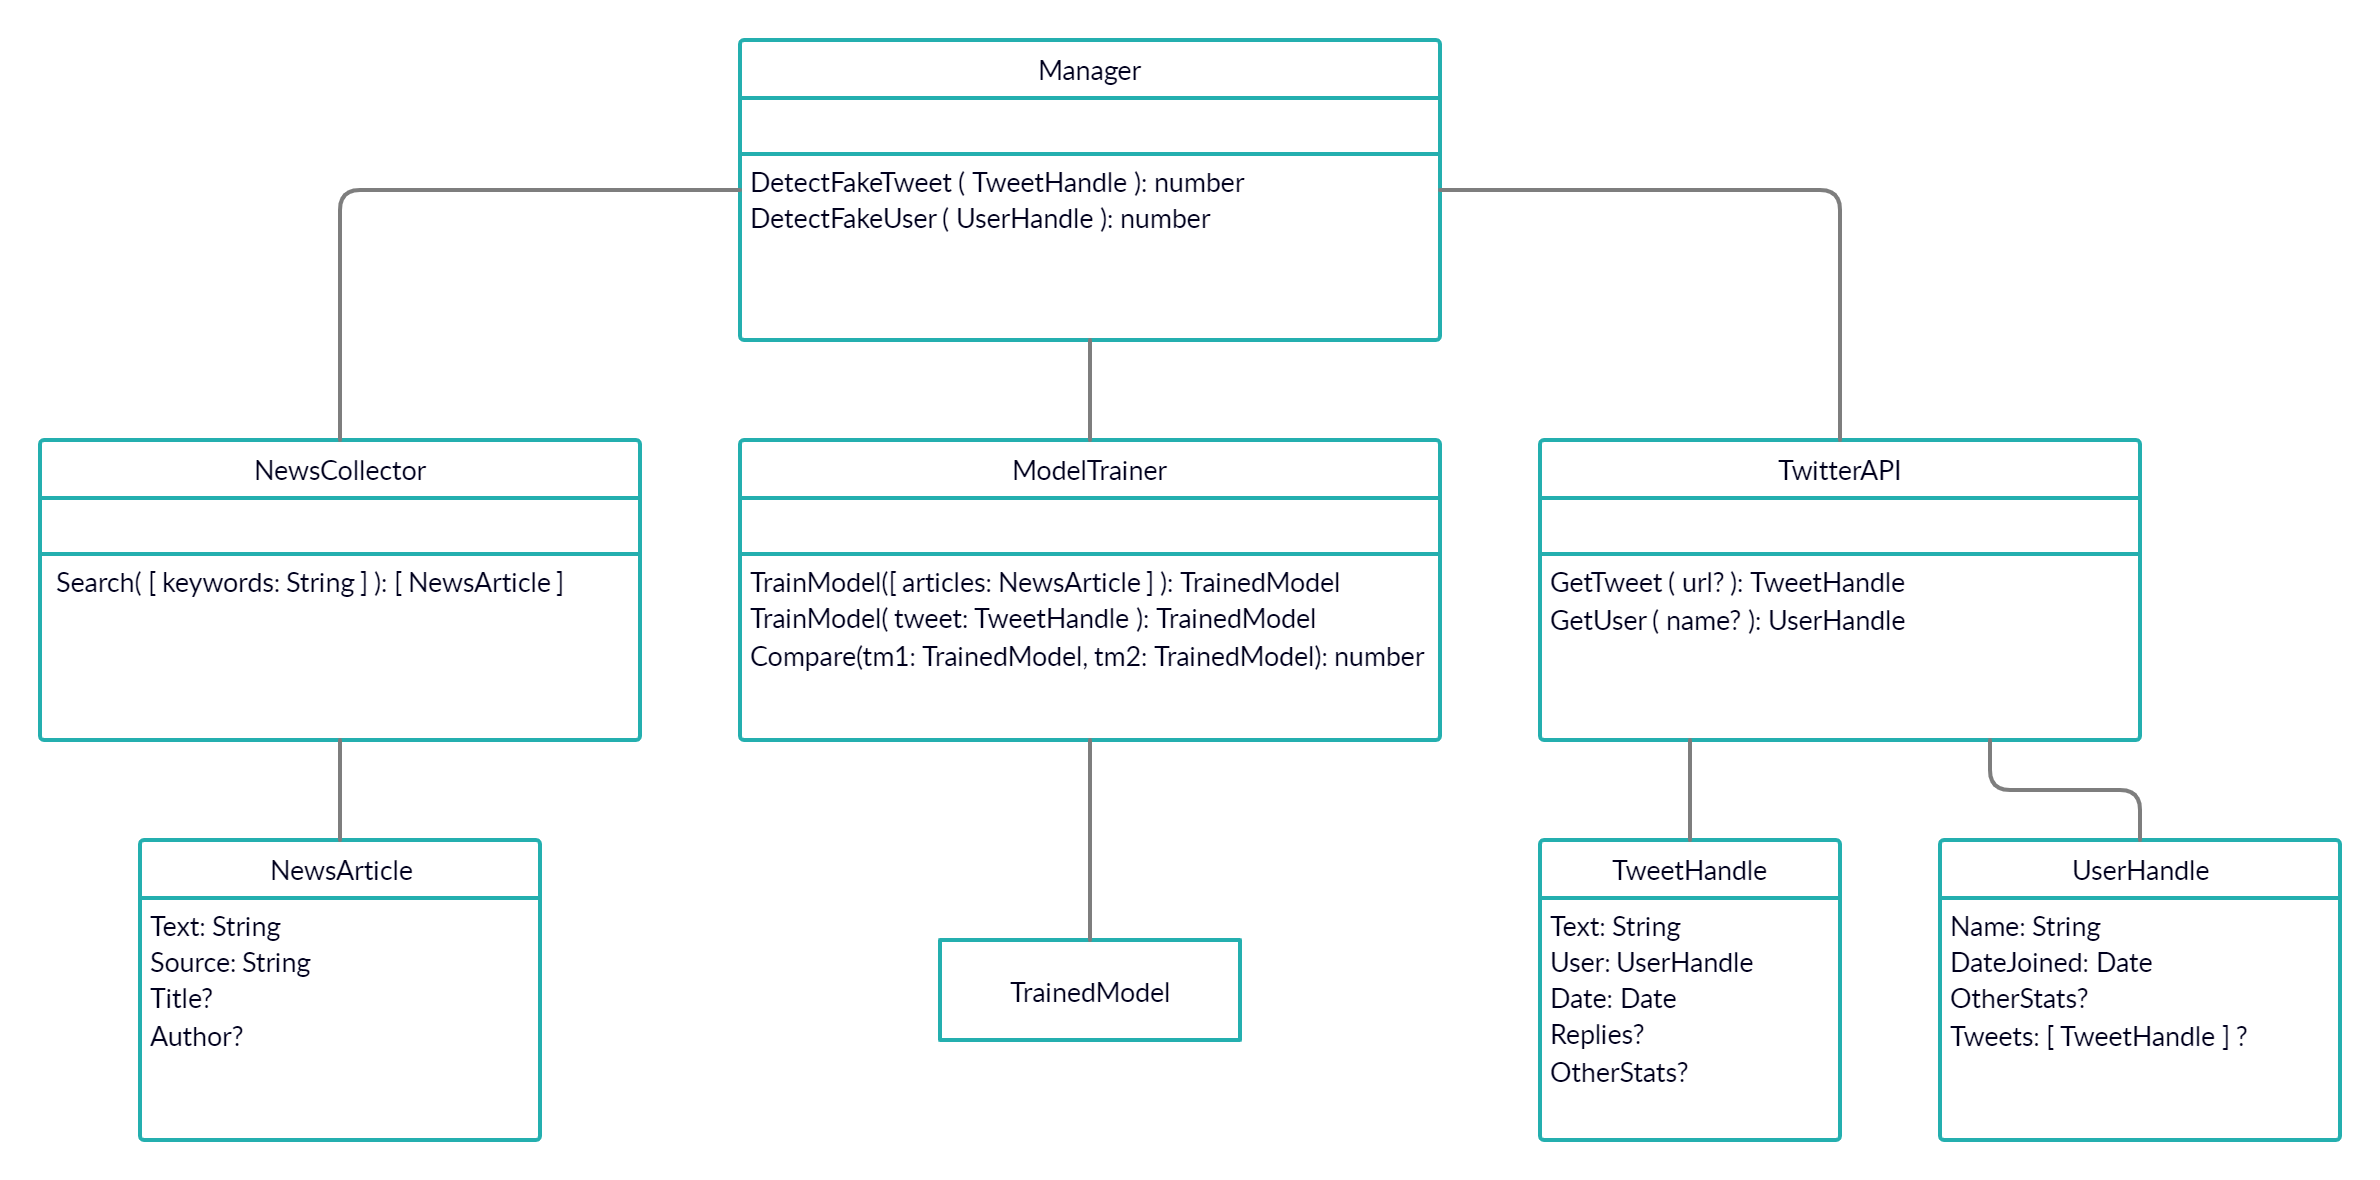 Manager
DetectFakeTweet ( TweetHandle ): number
DetectFakeUser ( UserHandle ): number
NewsCollector
Search( [ keywords: String ] ): [ NewsArticle ]
ModelTrainer
TrainModel([ articles: NewsArticle ] ): TrainedModel
TrainModel( tweet: TweetHandle ): TrainedModel
Compare(tm1: TrainedModel, tm2: TrainedModel): number
TwitterAPI
GetTweet ( url? ): TweetHandle
GetUser ( name? ): UserHandle
NewsArticle
Text: String
Source: String
Title?
Author?
TrainedModel
TweetHandle
Text: String
User: UserHandle
Date: Date
Replies?
OtherStats?
UserHandle
Name: String
DateJoined: Date
OtherStats?
Tweets: [ TweetHandle ] ?